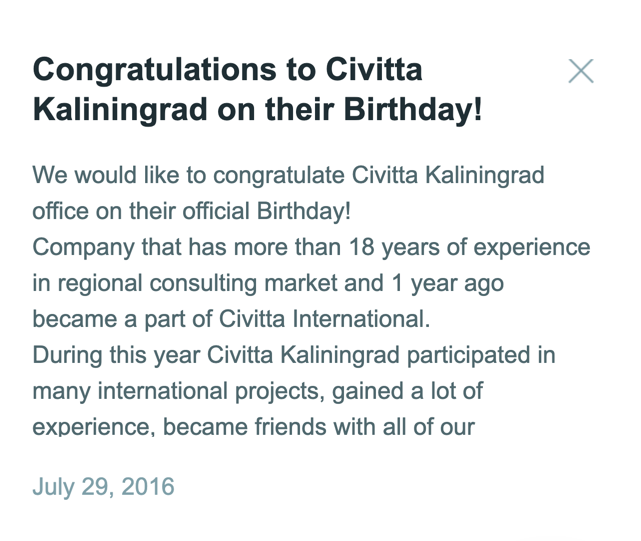 Congratulations to Civitta
Kaliningrad on their Birthday!
We would like to congratulate Civitta Kaliningrad
office on their official Birthday!
Company that has more than 18 years of experience
in regional consulting market and 1 year ago
became a part of Civitta International.
During this year Civitta Kaliningrad participated in
many international projects, gained a lot of
experience, became friends with all of our
July 29, 2016